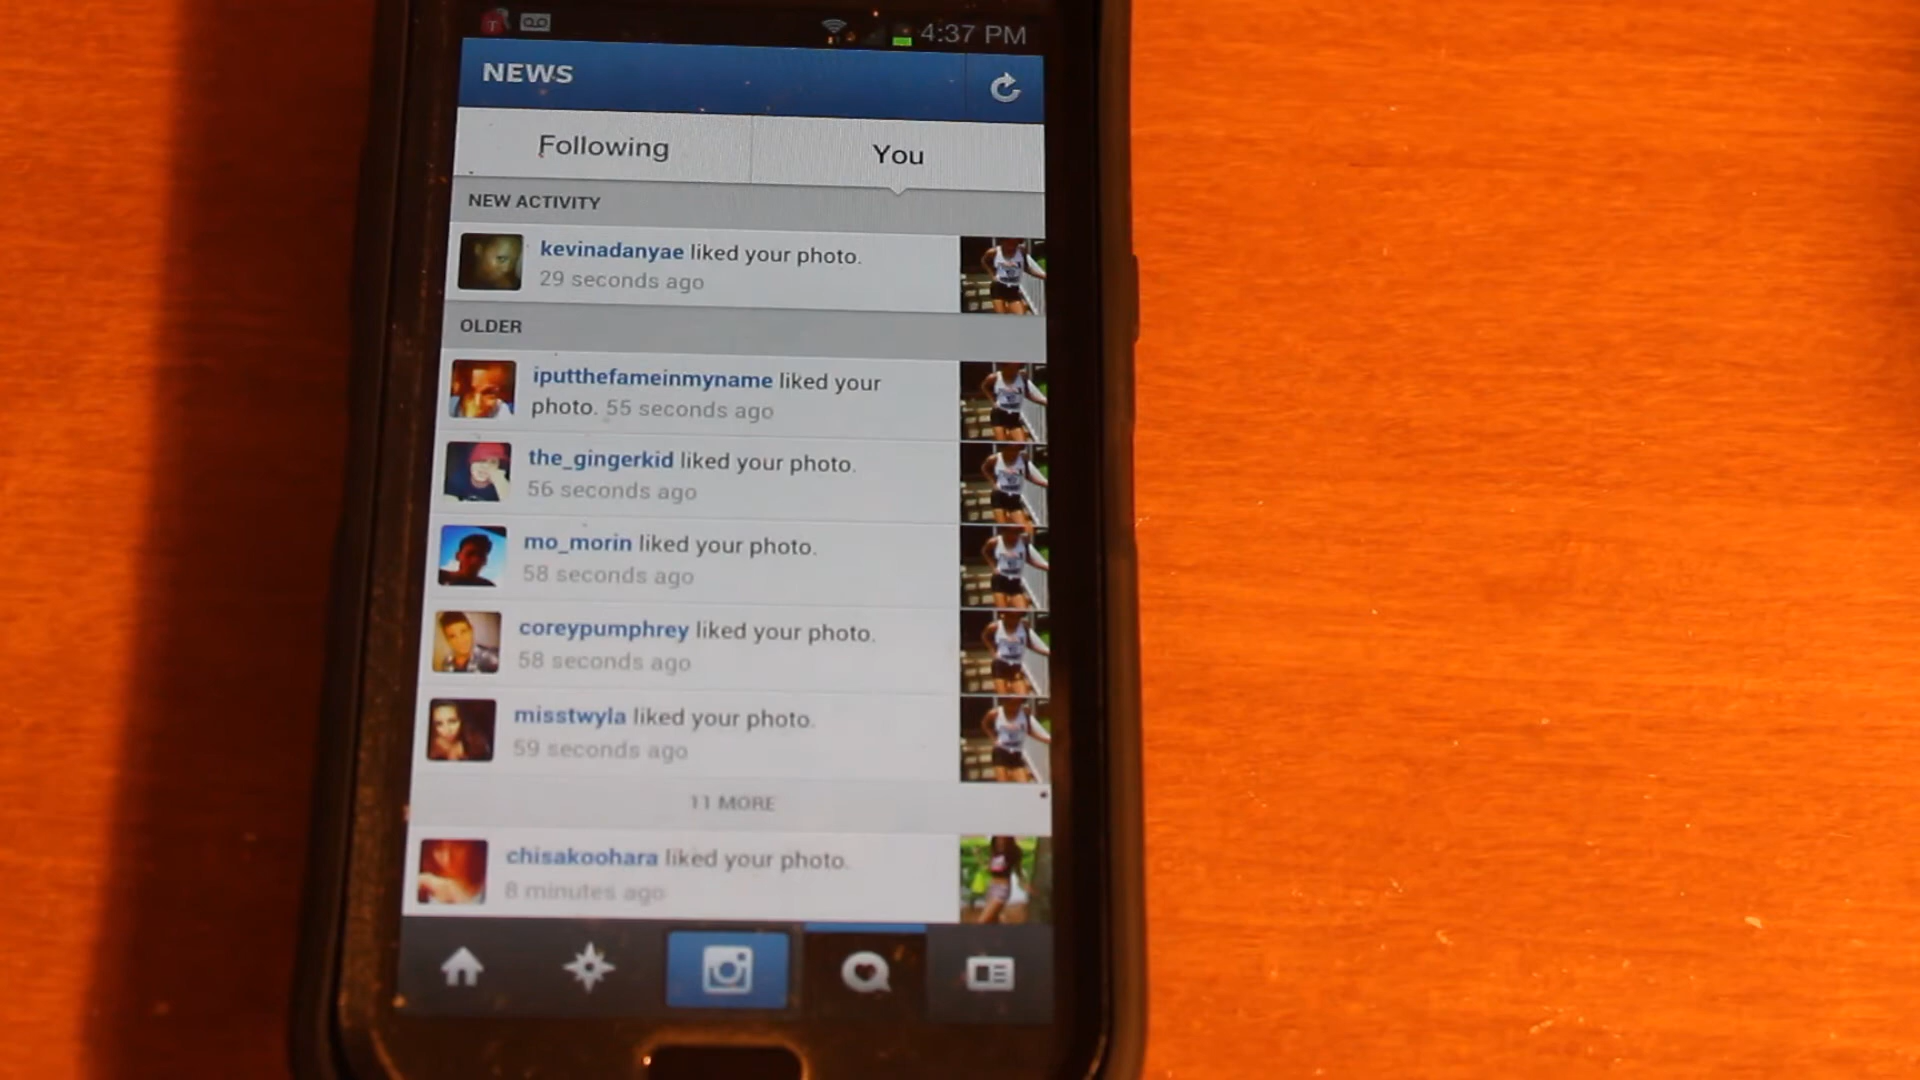 4:37 PM
NEWS
Following
You
NEW ACTIVITY
kevinadanyae liked your photo.
29 seconds ago
OLDER
iputthefameinmyname liked your
photo. 55 seconds ago
the_gingerkid liked your photo.
56 seconds ago
mo_morin liked your photo.
58 seconds ago
coreypumphrey liked your photo.
58 seconds ago
misstwyla liked your photo.
59 seconds ago
11 MORE
chisakoohara liked your photo.
8 minutes ago